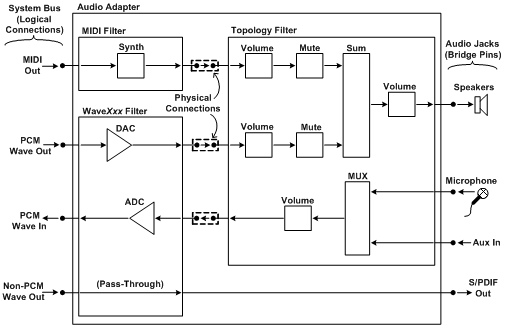 System Bus
(Logical
Connections)
Audio Adapter
MIDI Filter
Topology Filter
Audio Jacks
(Bridge Pins)
MIDI
Out
Synth
Volume
Mute
Sum
Volume
Speakers
Physical
Connections
WaveXxx Filter
PCM
Wave Out
DAC
Volume
Mute
MUX
Microphone
PCM
Wave In
ADC
Volume
Aux In
Non-PCM
Wave Out
(Pass-Through)
S/PDIF
Out